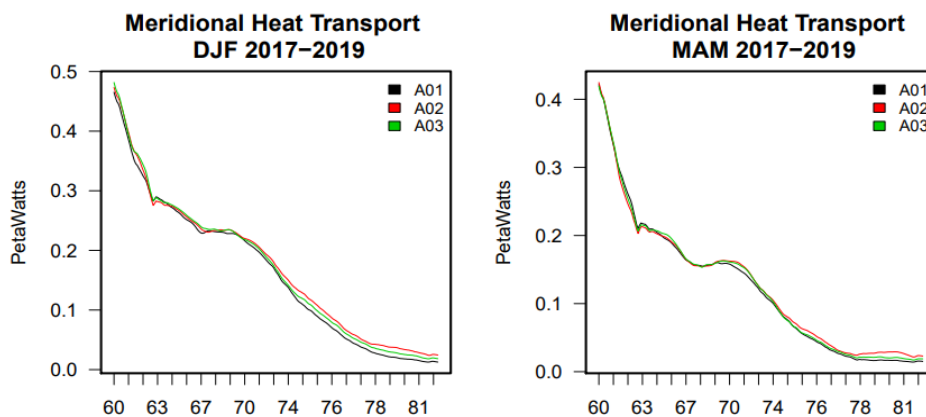 Meridional Heat Transport
DJF 2017−2019
PetaWatts
0.5
0.4
0.3
0.2
0.1
0.0
A01
A02
A03
60 63 67 70 74 78 81
Meridional Heat Transport
MAM 2017−2019
PetaWatts
0.4
0.3
0.2
0.1
0.0
A01
A02
A03
60 63 67 70 74 78 81